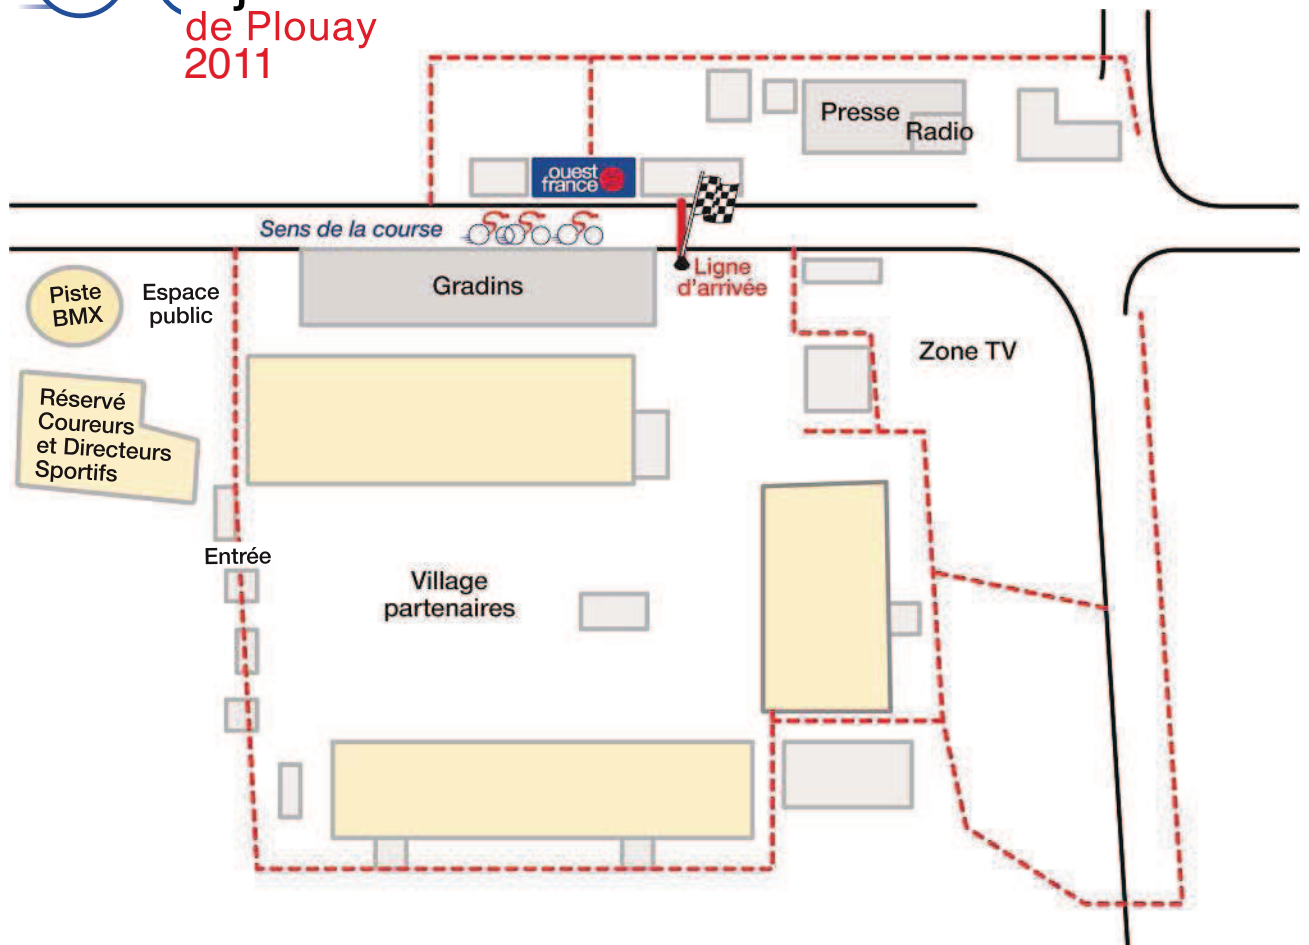 de Plouay
2011
Presse
Radio
ouest
france
Sens de la course
Gradins
Ligne
d'arrivée
Piste
BMX
Espace
public
Zone TV
Réservé
Coureurs
et Directeurs
Sportifs
Entrée
Village
partenaires